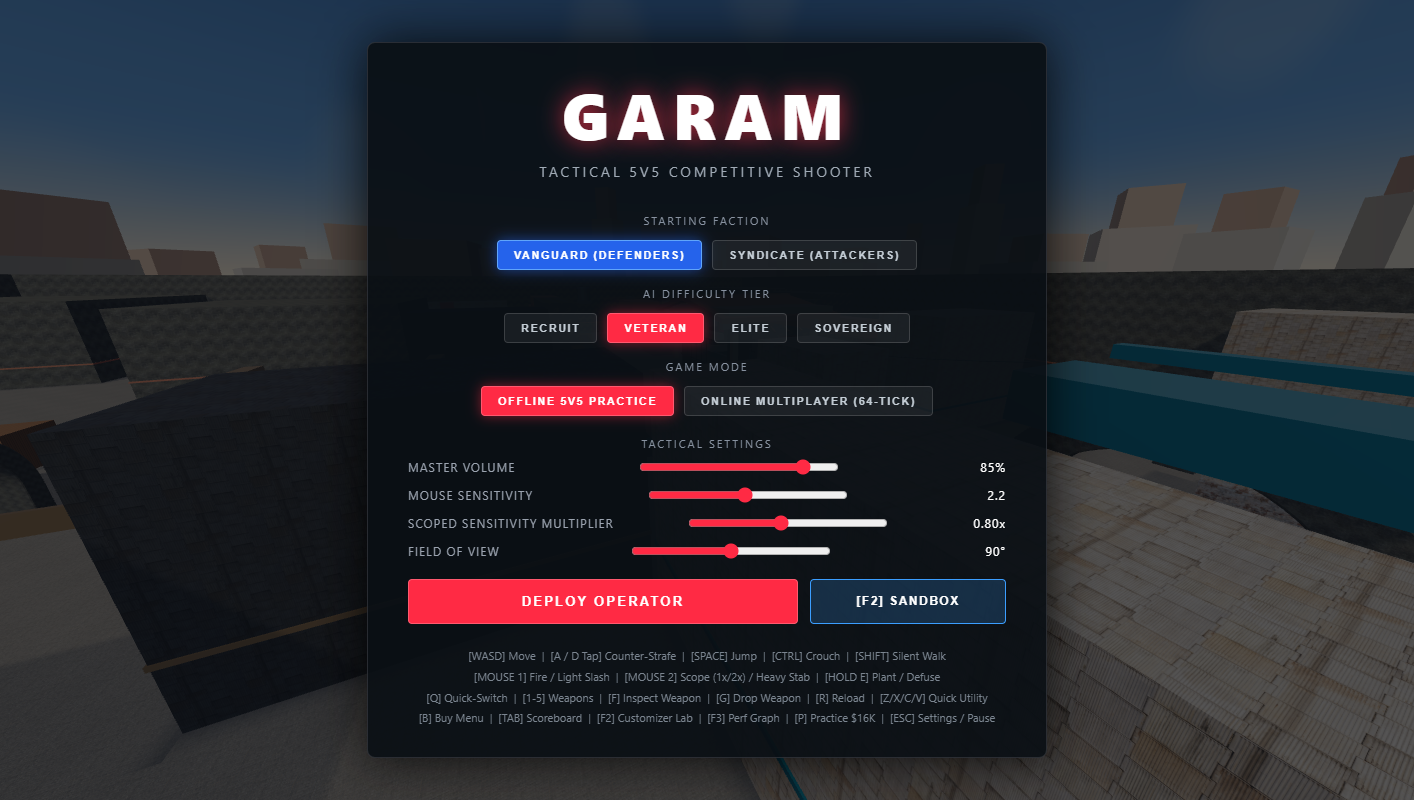 GARAM
TACTICAL 5V5 COMPETITIVE SHOOTER
STARTING FACTION
VANGUARD (DEFENDERS) SYNDICATE (ATTACKERS)
AI DIFFICULTY TIER
RECRUIT VETERAN ELITE SOVEREIGN
GAME MODE
OFFLINE 5V5 PRACTICE ONLINE MULTIPLAYER (64-TICK)
TACTICAL SETTINGS
MASTER VOLUME 85%
MOUSE SENSITIVITY 2.2
SCOPED SENSITIVITY MULTIPLIER 0.80x
FIELD OF VIEW 90°
DEPLOY OPERATOR [F2] SANDBOX
[WASD] Move | [A / D Tap] Counter-Strafe | [SPACE] Jump | [CTRL] Crouch | [SHIFT] Silent Walk
[MOUSE 1] Fire / Light Slash | [MOUSE 2] Scope (1x/2x) / Heavy Stab | [HOLD E] Plant / Defuse
[Q] Quick-Switch | [1-5] Weapons | [F] Inspect Weapon | [G] Drop Weapon | [R] Reload | [Z/X/C/V] Quick Utility
[B] Buy Menu | [TAB] Scoreboard | [F2] Customizer Lab | [F3] Perf Graph | [P] Practice $16K | [ESC] Settings / Pause